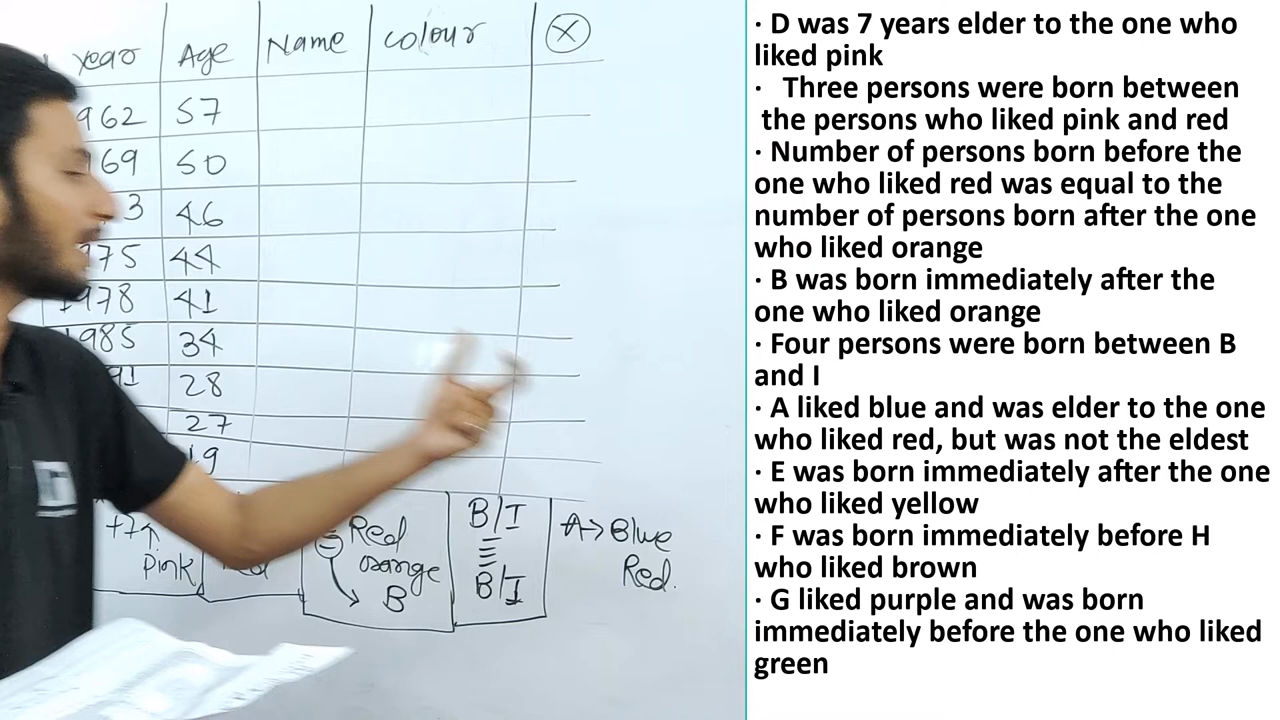 Year Age Name Colour X
962 57
69 50
3 46
975 44
1978 41
1985 34
91 28
27
19
+7↑
Pink
Red
Orange
B
B/I
B/I
A→Blue
Red.
· D was 7 years elder to the one who
liked pink
· Three persons were born between
the persons who liked pink and red
· Number of persons born before the
one who liked red was equal to the
number of persons born after the one
who liked orange
· B was born immediately after the
one who liked orange
· Four persons were born between B
and I
· A liked blue and was elder to the one
who liked red, but was not the eldest
· E was born immediately after the one
who liked yellow
· F was born immediately before H
who liked brown
· G liked purple and was born
immediately before the one who liked
green